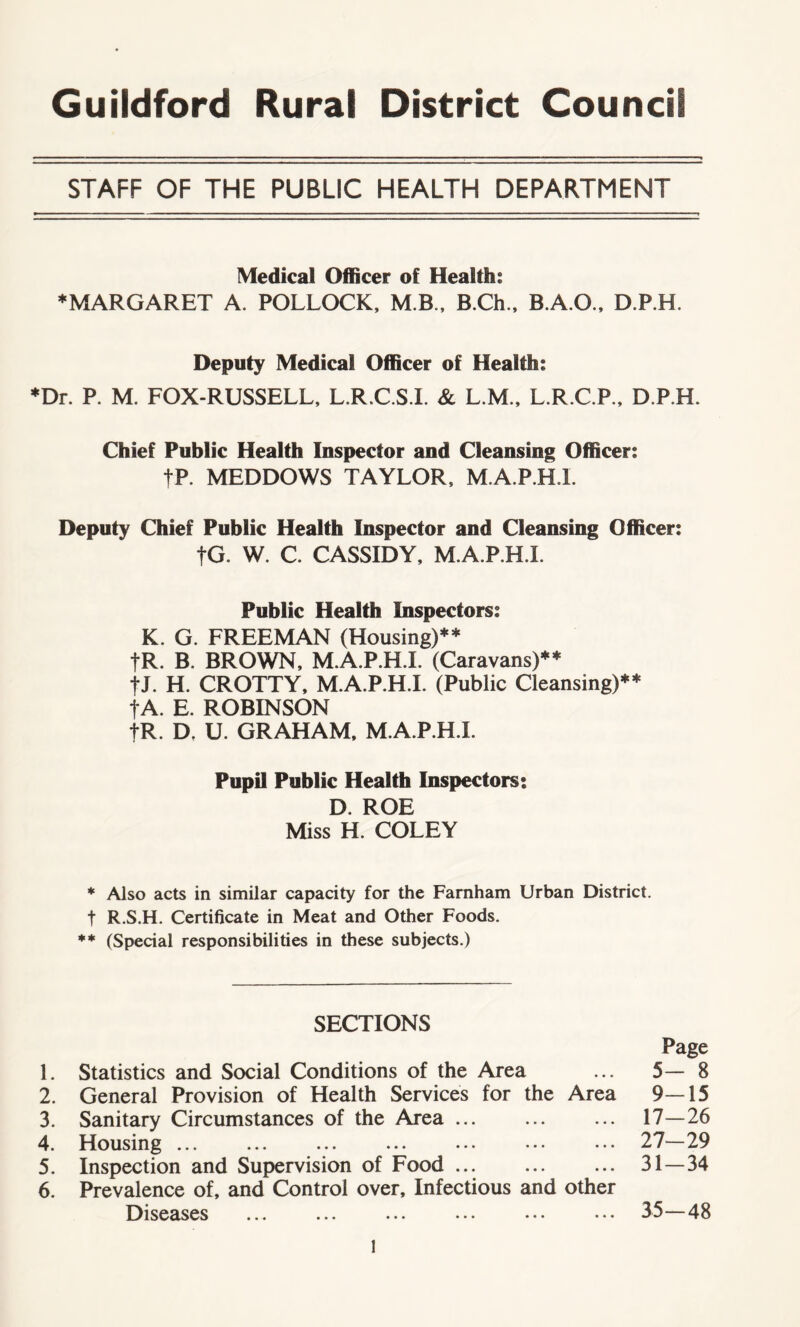 Guildford Rural District Council
STAFF OF THE PUBLIC HEALTH DEPARTMENT
Medical Officer of Health:
*MARGARET A. POLLOCK, M.B., B.Ch., B.A.O., D.P.H.
Deputy Medical Officer of Health:
*Dr. P. M. FOX-RUSSELL, L.R.C.S.I. & L.M., L.R.C.P., D.P.H.
Chief Public Health Inspector and Cleansing Officer:
†P. MEDDOWS TAYLOR, M.A.P.H.I.
Deputy Chief Public Health Inspector and Cleansing Officer:
†G. W. C. CASSIDY, M.A.P.H.I.
Public Health Inspectors:
K. G. FREEMAN (Housing)**
†R. B. BROWN, M.A.P.H.I. (Caravans)**
†J. H. CROTTY, M.A.P.H.I. (Public Cleansing)**
†A. E. ROBINSON
†R. D. U. GRAHAM, M.A.P.H.I.
Pupil Public Health Inspectors:
D. ROE
Miss H. COLEY
* Also acts in similar capacity for the Farnham Urban District.
† R.S.H. Certificate in Meat and Other Foods.
** (Special responsibilities in these subjects.)
SECTIONS
Page
1. Statistics and Social Conditions of the Area ... 5— 8
2. General Provision of Health Services for the Area 9—15
3. Sanitary Circumstances of the Area ... ... ... 17—26
4. Housing ... ... ... ... ... ... ... 27—29
5. Inspection and Supervision of Food ... ... ... 31—34
6. Prevalence of, and Control over, Infectious and other
Diseases ... ... ... ... ... ... 35—48
1